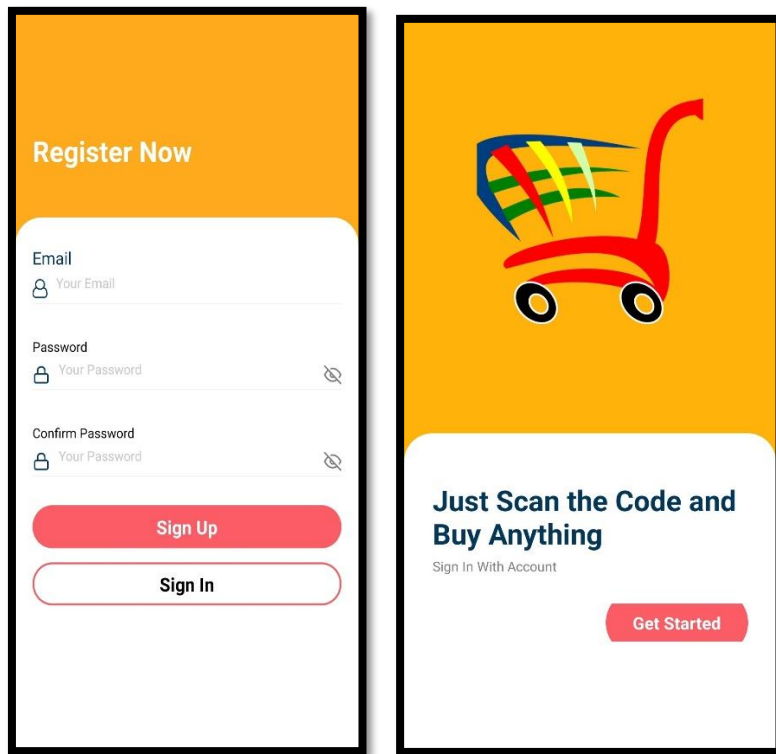 Register Now
Email
Your Email
Password
Your Password
Confirm Password
Your Password
Sign Up
Sign In
Just Scan the Code and
Buy Anything
Sign In With Account
Get Started